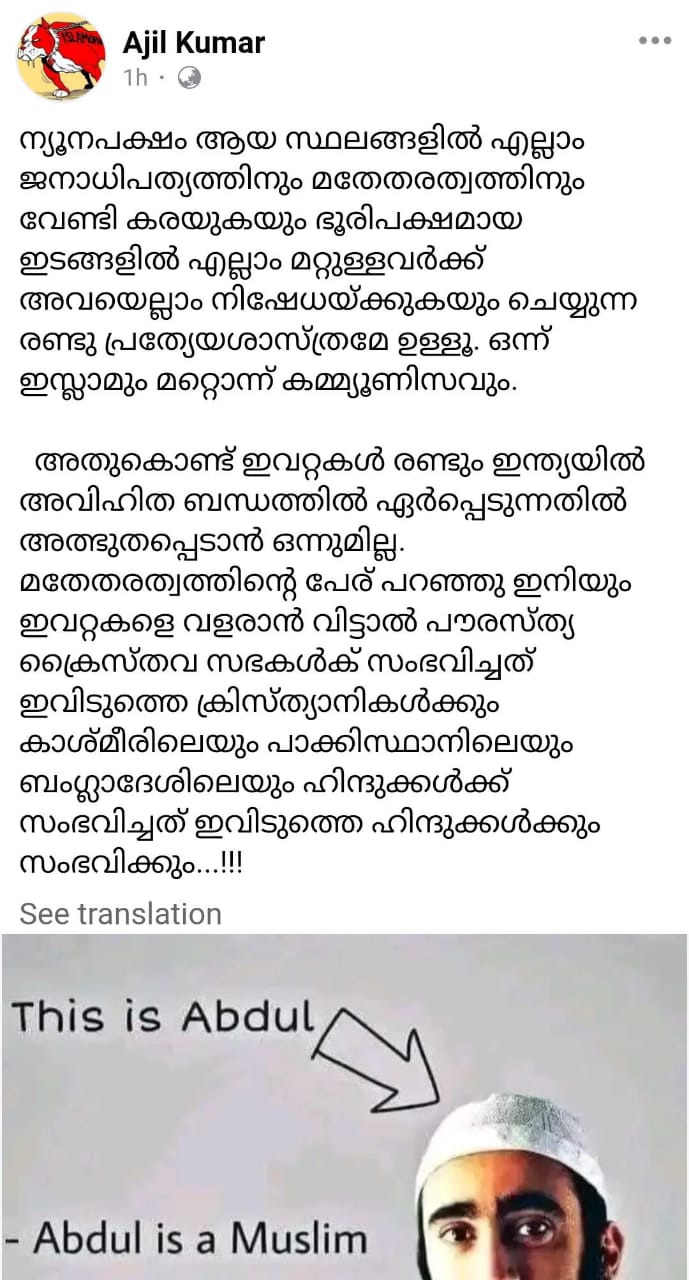 Ajil Kumar
1h
ന്യൂനപക്ഷം ആയ സ്ഥലങ്ങളിൽ എല്ലാം
ജനാധിപത്യത്തിനും മതേതരത്വത്തിനും
വേണ്ടി കരയുകയും ഭൂരിപക്ഷമായ
ഇടങ്ങളിൽ എല്ലാം മറ്റുള്ളവർക്ക്
അവയെല്ലാം നിഷേധയ്ക്കുകയും ചെയ്യുന്ന
രണ്ടു പ്രത്യേയശാസ്ത്രമേ ഉള്ളൂ. ഒന്ന്
ഇസ്ലാമും മറ്റൊന്ന് കമ്മ്യൂണിസവും.
അതുകൊണ്ട് ഇവറ്റകൾ രണ്ടും ഇന്ത്യയിൽ
അവിഹിത ബന്ധത്തിൽ ഏർപ്പെടുന്നതിൽ
അത്ഭുതപ്പെടാൻ ഒന്നുമില്ല.
മതേതരത്വത്തിന്റെ പേര് പറഞ്ഞു ഇനിയും
ഇവറ്റകളെ വളരാൻ വിട്ടാൽ പൗരസ്ത്യ
ക്രൈസ്തവ സഭകൾക് സംഭവിച്ചത്
ഇവിടുത്തെ ക്രിസ്ത്യാനികൾക്കും
കാശ്മീരിലെയും പാക്കിസ്ഥാനിലെയും
ബംഗ്ലാദേശിലെയും ഹിന്ദുക്കൾക്ക്
സംഭവിച്ചത് ഇവിടുത്തെ ഹിന്ദുക്കൾക്കും
സംഭവിക്കും...!!!
See translation
This is Abdul
- Abdul is a Muslim